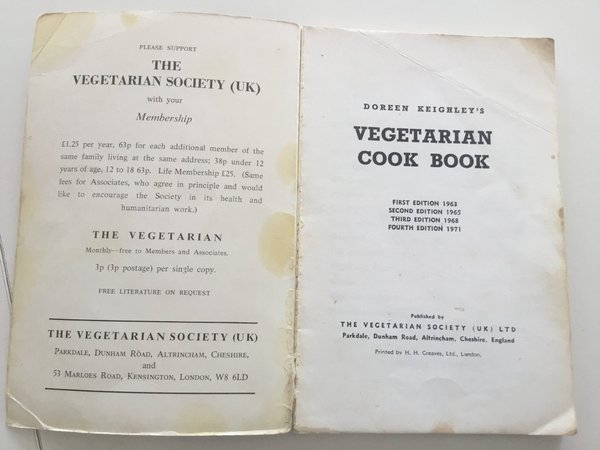 PLEASE SUPPORT
THE
VEGETARIAN SOCIETY (UK)
with your
Membership
£1.25 per year, 63p for each additional member of the
same family living at the same address; 38p under 12
years of age, 12 to 18 63p. Life Membership £25. (Same
fees for Associates, who agree in principle and would
like to encourage the Society in its health and
humanitarian work.)
THE VEGETARIAN
Monthly—free to Members and Associates.
3p (3p postage) per single copy.
FREE LITERATURE ON REQUEST
THE VEGETARIAN SOCIETY (UK)
PARKDALE, DUNHAM ROAD, ALTRINCHAM, CHESHIRE,
and
53 MARLOES ROAD, KENSINGTON, LONDON, W8 6LD
DOREEN KEIGHLEY'S
VEGETARIAN
COOK BOOK
FIRST EDITION 1963
SECOND EDITION 1965
THIRD EDITION 1968
FOURTH EDITION 1971
Published by
THE VEGETARIAN SOCIETY (UK) LTD
Parkdale, Dunham Road, Altrincham, Cheshire, England
Printed by H. H. Greaves, Ltd., London.